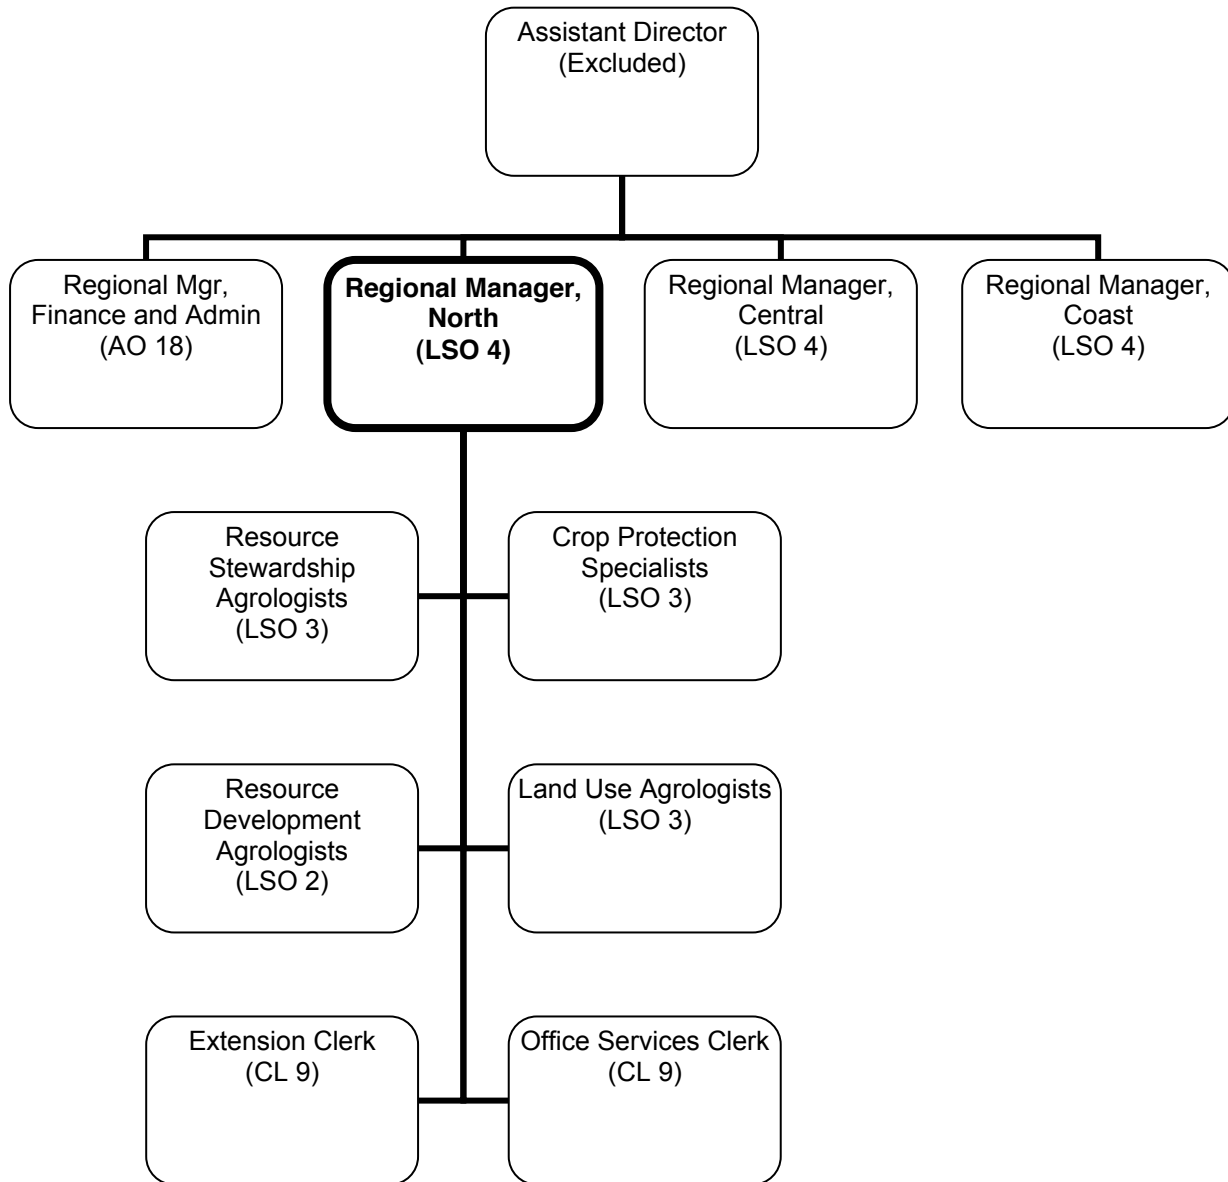 Assistant Director
(Excluded)
Regional Mgr,
Finance and Admin
(AO 18)
Regional Manager,
North
(LSO 4)
Regional Manager,
Central
(LSO 4)
Regional Manager,
Coast
(LSO 4)
Resource
Stewardship
Agrologists
(LSO 3)
Crop Protection
Specialists
(LSO 3)
Resource
Development
Agrologists
(LSO 2)
Land Use Agrologists
(LSO 3)
Extension Clerk
(CL 9)
Office Services Clerk
(CL 9)